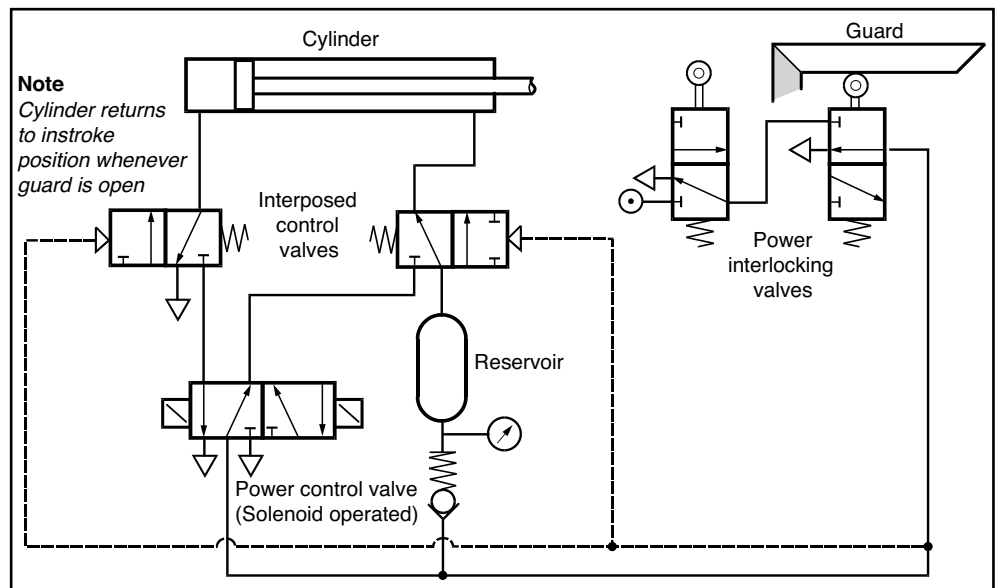 Cylinder
Guard
Note
Cylinder returns
to instroke
position whenever
guard is open
Interposed
control
valves
Power
interlocking
valves
Reservoir
Power control valve
(Solenoid operated)